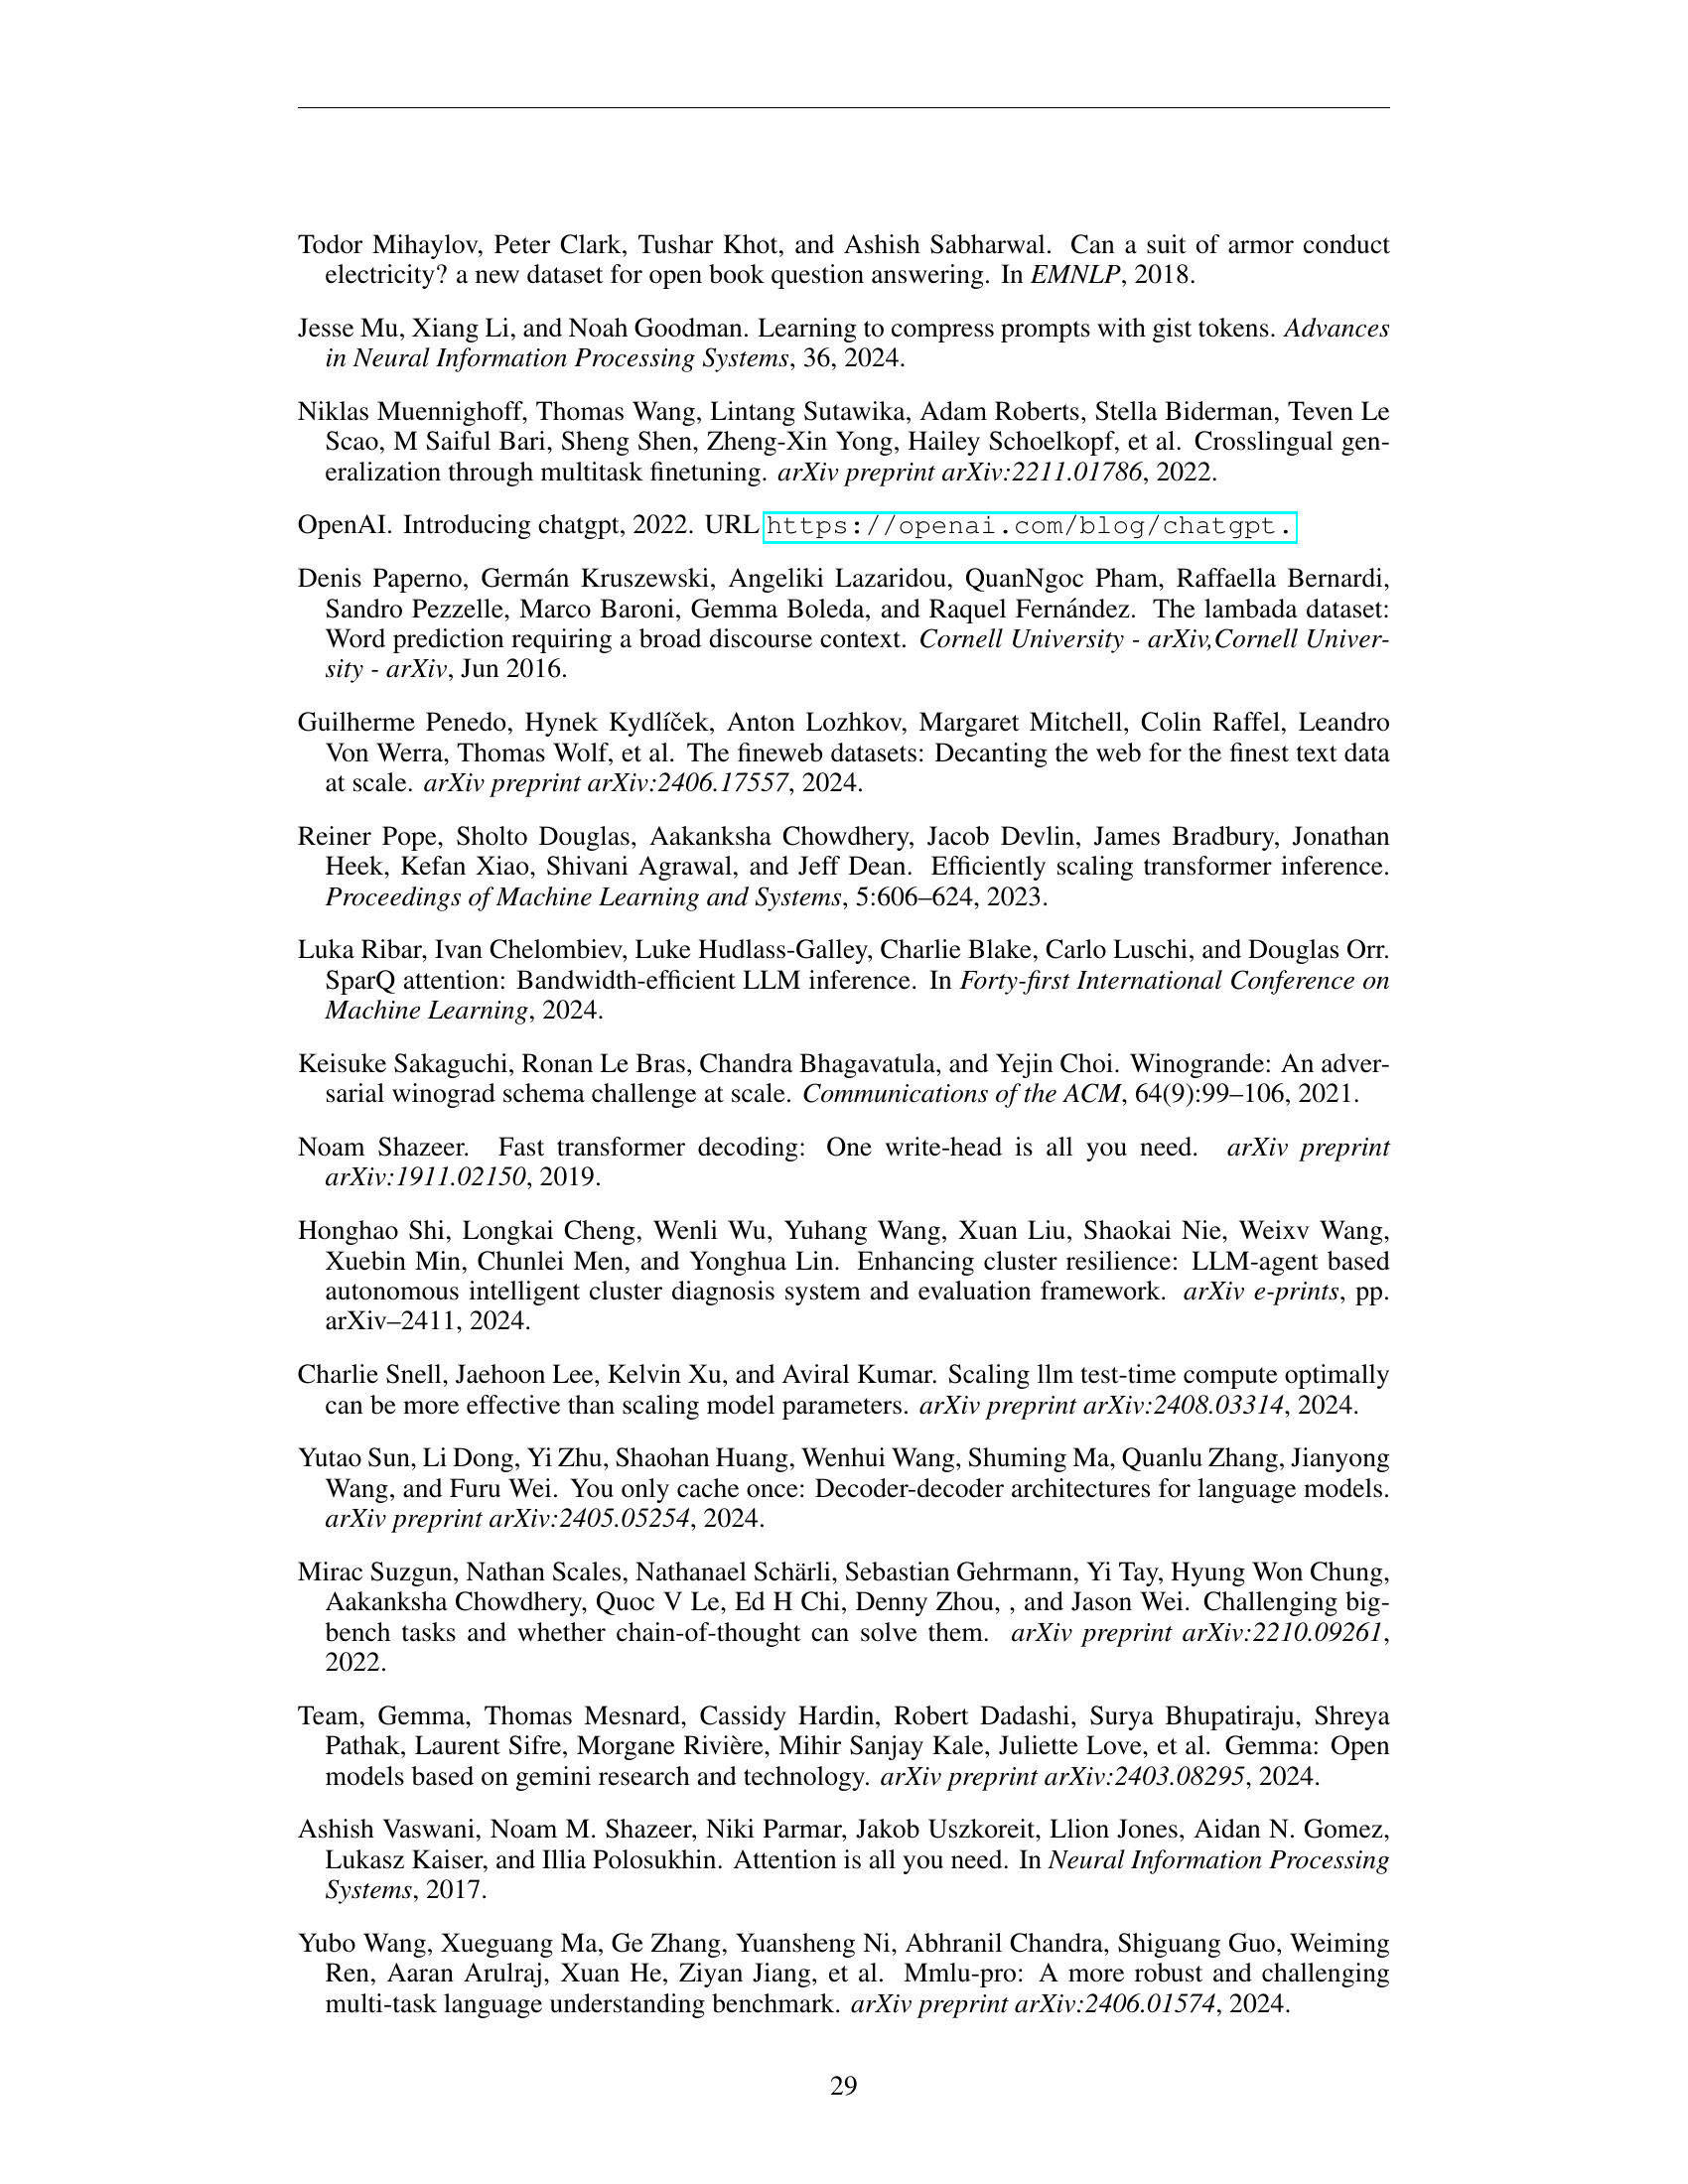 Todor Mihaylov, Peter Clark, Tushar Khot, and Ashish Sabharwal. Can a suit of armor conduct
electricity? a new dataset for open book question answering. In EMNLP, 2018.
Jesse Mu, Xiang Li, and Noah Goodman. Learning to compress prompts with gist tokens. Advances
in Neural Information Processing Systems, 36, 2024.
Niklas Muennighoff, Thomas Wang, Lintang Sutawika, Adam Roberts, Stella Biderman, Teven Le
Scao, M Saiful Bari, Sheng Shen, Zheng-Xin Yong, Hailey Schoelkopf, et al. Crosslingual gen-
eralization through multitask finetuning. arXiv preprint arXiv:2211.01786, 2022.
OpenAI. Introducing chatgpt, 2022. URL https://openai.com/blog/chatgpt.
Denis Paperno, Germán Kruszewski, Angeliki Lazaridou, QuanNgoc Pham, Raffaella Bernardi,
Sandro Pezzelle, Marco Baroni, Gemma Boleda, and Raquel Fernández. The lambada dataset:
Word prediction requiring a broad discourse context. Cornell University - arXiv,Cornell Univer-
sity - arXiv, Jun 2016.
Guilherme Penedo, Hynek Kydlíček, Anton Lozhkov, Margaret Mitchell, Colin Raffel, Leandro
Von Werra, Thomas Wolf, et al. The fineweb datasets: Decanting the web for the finest text data
at scale. arXiv preprint arXiv:2406.17557, 2024.
Reiner Pope, Sholto Douglas, Aakanksha Chowdhery, Jacob Devlin, James Bradbury, Jonathan
Heek, Kefan Xiao, Shivani Agrawal, and Jeff Dean. Efficiently scaling transformer inference.
Proceedings of Machine Learning and Systems, 5:606–624, 2023.
Luka Ribar, Ivan Chelombiev, Luke Hudlass-Galley, Charlie Blake, Carlo Luschi, and Douglas Orr.
SparQ attention: Bandwidth-efficient LLM inference. In Forty-first International Conference on
Machine Learning, 2024.
Keisuke Sakaguchi, Ronan Le Bras, Chandra Bhagavatula, and Yejin Choi. Winogrande: An adver-
sarial winograd schema challenge at scale. Communications of the ACM, 64(9):99–106, 2021.
Noam Shazeer. Fast transformer decoding: One write-head is all you need. arXiv preprint
arXiv:1911.02150, 2019.
Honghao Shi, Longkai Cheng, Wenli Wu, Yuhang Wang, Xuan Liu, Shaokai Nie, Weixv Wang,
Xuebin Min, Chunlei Men, and Yonghua Lin. Enhancing cluster resilience: LLM-agent based
autonomous intelligent cluster diagnosis system and evaluation framework. arXiv e-prints, pp.
arXiv–2411, 2024.
Charlie Snell, Jaehoon Lee, Kelvin Xu, and Aviral Kumar. Scaling llm test-time compute optimally
can be more effective than scaling model parameters. arXiv preprint arXiv:2408.03314, 2024.
Yutao Sun, Li Dong, Yi Zhu, Shaohan Huang, Wenhui Wang, Shuming Ma, Quanlu Zhang, Jianyong
Wang, and Furu Wei. You only cache once: Decoder-decoder architectures for language models.
arXiv preprint arXiv:2405.05254, 2024.
Mirac Suzgun, Nathan Scales, Nathanael Schärli, Sebastian Gehrmann, Yi Tay, Hyung Won Chung,
Aakanksha Chowdhery, Quoc V Le, Ed H Chi, Denny Zhou, , and Jason Wei. Challenging big-
bench tasks and whether chain-of-thought can solve them. arXiv preprint arXiv:2210.09261,
2022.
Team, Gemma, Thomas Mesnard, Cassidy Hardin, Robert Dadashi, Surya Bhupatiraju, Shreya
Pathak, Laurent Sifre, Morgane Rivière, Mihir Sanjay Kale, Juliette Love, et al. Gemma: Open
models based on gemini research and technology. arXiv preprint arXiv:2403.08295, 2024.
Ashish Vaswani, Noam M. Shazeer, Niki Parmar, Jakob Uszkoreit, Llion Jones, Aidan N. Gomez,
Lukasz Kaiser, and Illia Polosukhin. Attention is all you need. In Neural Information Processing
Systems, 2017.
Yubo Wang, Xueguang Ma, Ge Zhang, Yuansheng Ni, Abhranil Chandra, Shiguang Guo, Weiming
Ren, Aaran Arulraj, Xuan He, Ziyan Jiang, et al. Mmlu-pro: A more robust and challenging
multi-task language understanding benchmark. arXiv preprint arXiv:2406.01574, 2024.
29